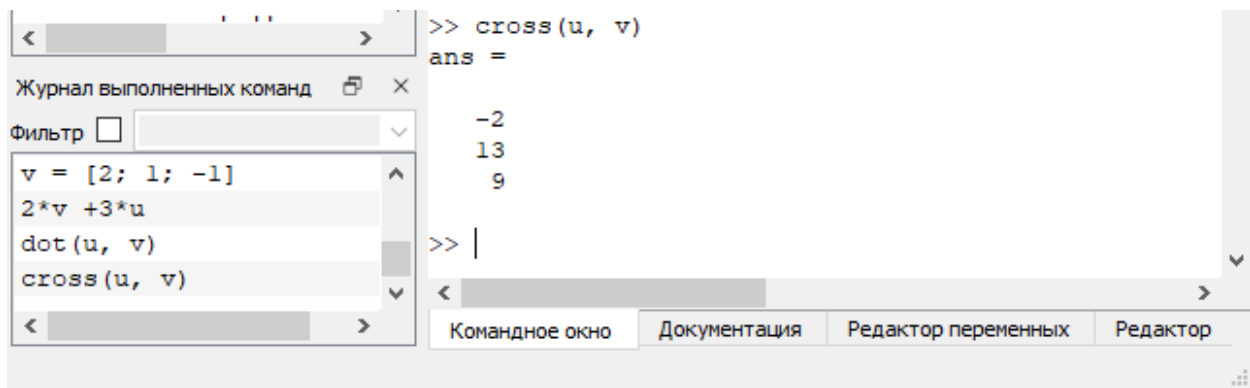 Журнал выполненных команд
Фильтр
v = [2; 1; -1]
2*v +3*u
dot(u, v)
cross(u, v)
>> cross(u, v)
ans =
-2
13
9
>>
Командное окно
Документация
Редактор переменных
Редактор